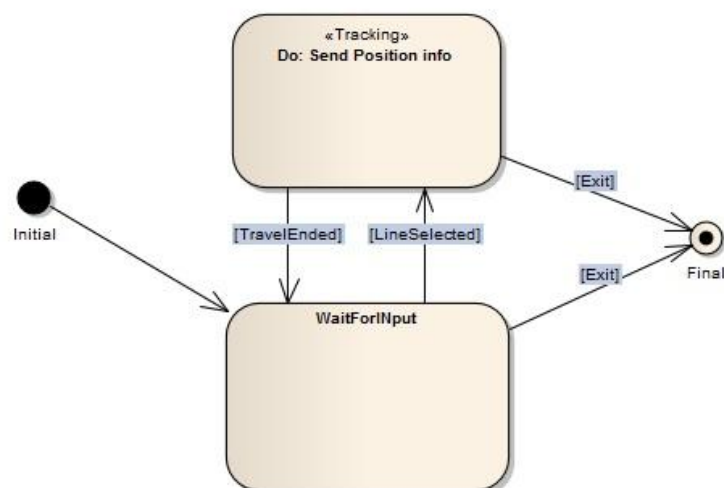 «Tracking»
Do: Send Position info
[Exit]
Initial
[TravelEnded]
[LineSelected]
[Exit]
Final
WaitForINput